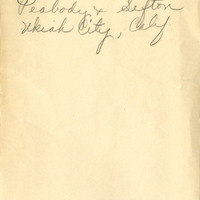 Peabody & Sefton
Ukiah City, Calif